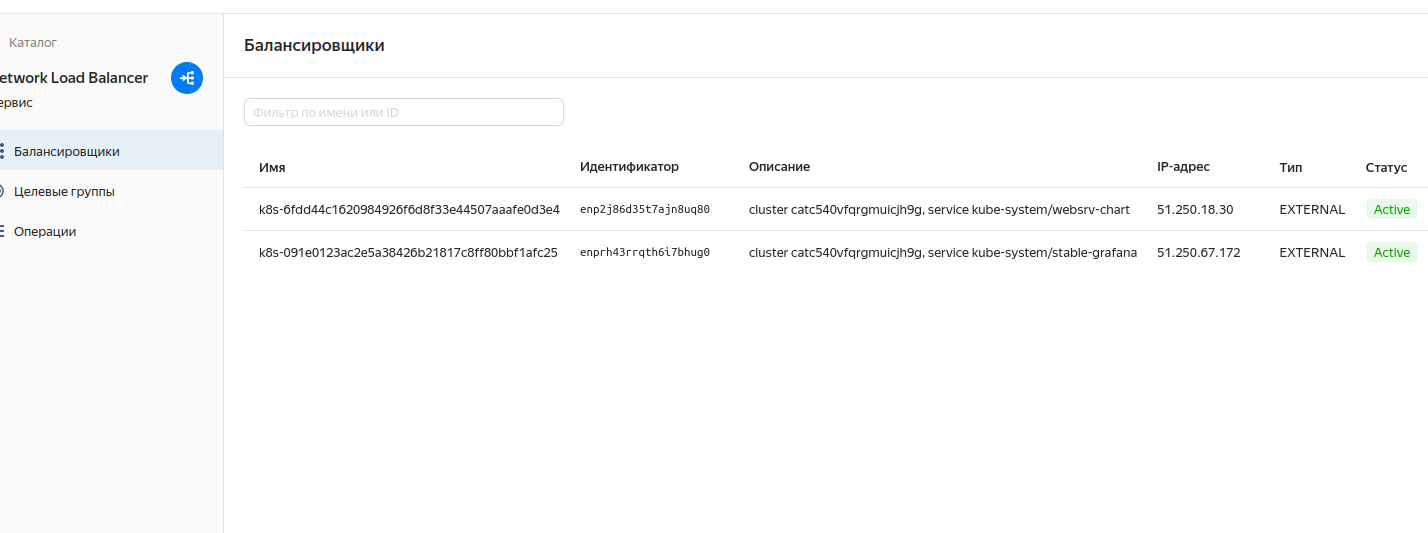 Каталог
etwork Load Balancer
ервис
Балансировщики
Целевые группы
Операции
Балансировщики
Фильтр по имени или ID
Имя Идентификатор Описание IP-адрес Тип Статус
k8s-6fdd44c1620984926f6d8f33e44507aaafe0d3e4 enp2j86d35t7ajn8uq80 cluster catc540vfqrgmuicjh9g, service kube-system/websrv-chart 51.250.18.30 EXTERNAL Active
k8s-091e0123ac2e5a38426b21817c8ff80bbf1afc25 enprh43rrqth6i7bhug0 cluster catc540vfqrgmuicjh9g, service kube-system/stable-grafana 51.250.67.172 EXTERNAL Active